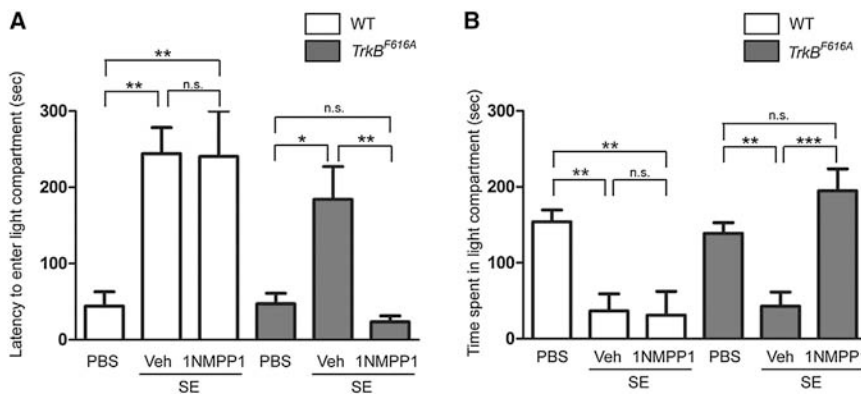 A
WT
TrkB^F616A
Latency to enter light compartment (sec)
300
200
100
0
**
**
n.s.
n.s.
*
**
PBS
Veh
1NMPP1
PBS
Veh
1NMPP1
SE
SE
B
WT
TrkB^F616A
Time spent in light compartment (sec)
300
200
100
0
**
**
n.s.
n.s.
**
***
PBS
Veh
1NMPP1
PBS
Veh
1NMPP
SE
SE